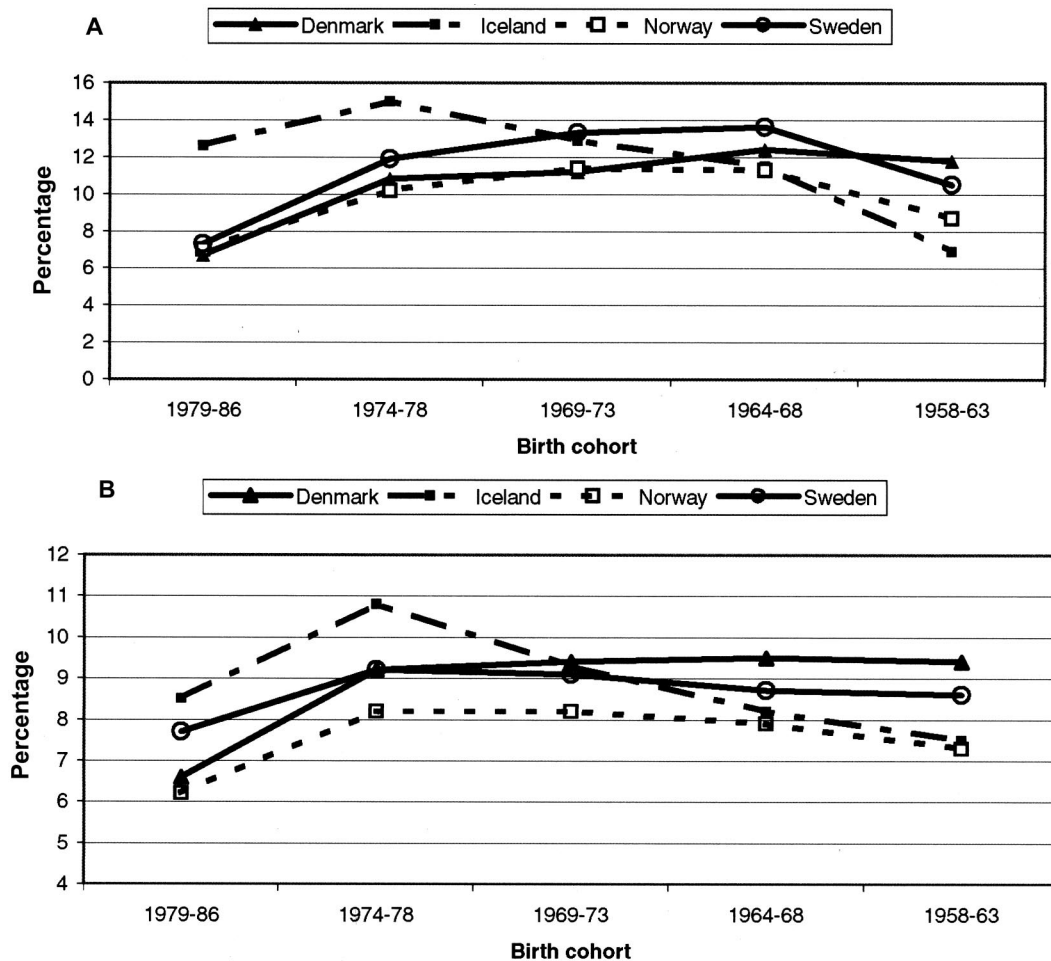 A
Denmark Iceland Norway Sweden
16
14
12
10
8
6
4
2
0
Percentage
1979-86 1974-78 1969-73 1964-68 1958-63
Birth cohort
B
Denmark Iceland Norway Sweden
12
11
10
9
8
7
6
5
4
Percentage
1979-86 1974-78 1969-73 1964-68 1958-63
Birth cohort